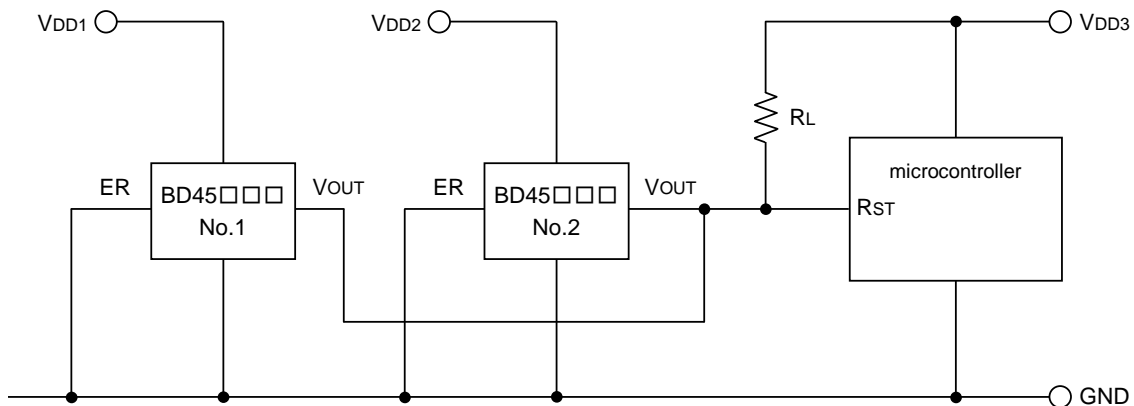 VDD1
VDD2
VDD3
RL
microcontroller
ER
BD45□□□
No.1
VOUT
ER
BD45□□□
No.2
VOUT
RST
GND